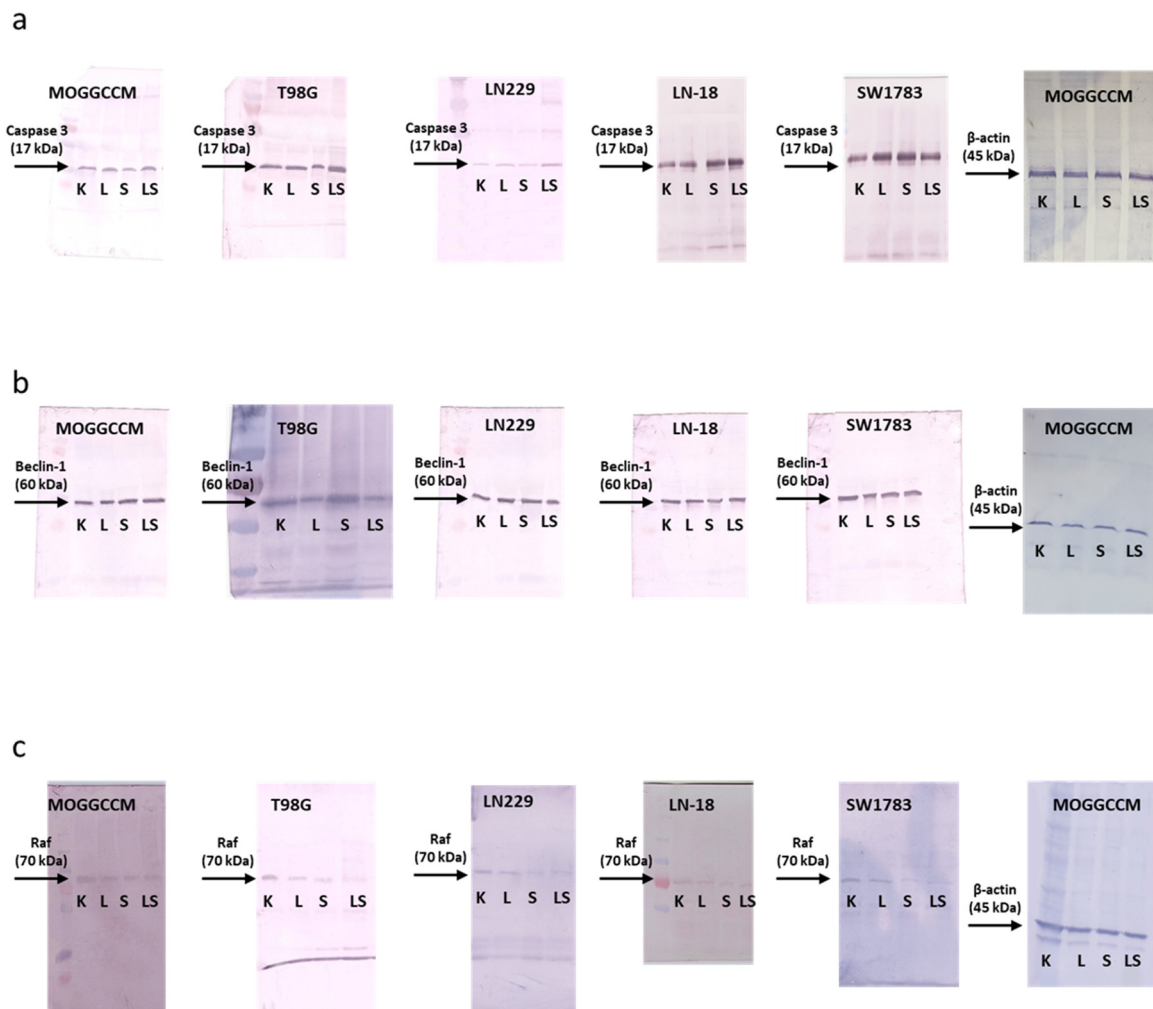 a
MOGGCCM
T98G
LN229
LN-18
SW1783
MOGGCCM
Caspase 3
(17 kDa)
Caspase 3
(17 kDa)
Caspase 3
(17 kDa)
Caspase 3
(17 kDa)
Caspase 3
(17 kDa)
β-actin
(45 kDa)
K L S LS
K L S LS
K L S LS
K L S LS
K L S LS
K L S LS
b
MOGGCCM
T98G
LN229
LN-18
SW1783
MOGGCCM
Beclin-1
(60 kDa)
Beclin-1
(60 kDa)
Beclin-1
(60 kDa)
Beclin-1
(60 kDa)
Beclin-1
(60 kDa)
β-actin
(45 kDa)
K L S LS
K L S LS
K L S LS
K L S LS
K L S LS
K L S LS
c
MOGGCCM
T98G
LN229
LN-18
SW1783
MOGGCCM
Raf
(70 kDa)
Raf
(70 kDa)
Raf
(70 kDa)
Raf
(70 kDa)
Raf
(70 kDa)
β-actin
(45 kDa)
K L S LS
K L S LS
K L S LS
K L S LS
K L S LS
K L S LS